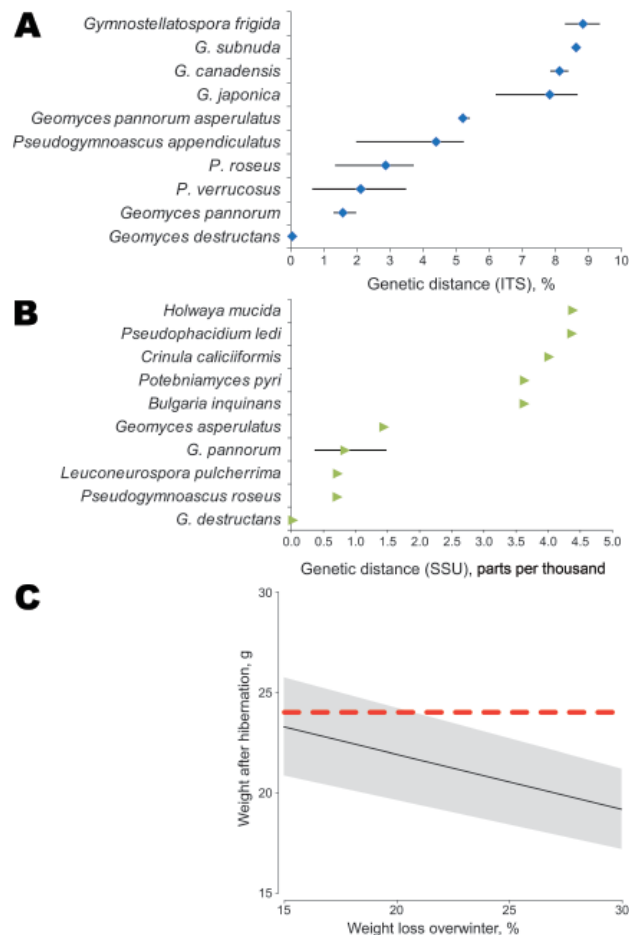 A
Gymnostellatospora frigida
G. subnuda
G. canadensis
G. japonica
Geomyces pannorum asperulatus
Pseudogymnoascus appendiculatus
P. roseus
P. verrucosus
Geomyces pannorum
Geomyces destructans
0 1 2 3 4 5 6 7 8 9 10
Genetic distance (ITS), %
B
Holwaya mucida
Pseudophacidium ledi
Crinula caliciiformis
Potebniamyces pyri
Bulgaria inquinans
Geomyces asperulatus
G. pannorum
Leuconeurospora pulcherrima
Pseudogymnoascus roseus
G. destructans
0.0 0.5 1.0 1.5 2.0 2.5 3.0 3.5 4.0 4.5 5.0
Genetic distance (SSU), parts per thousand
C
Weight after hibernation, g
30
25
20
15
15 20 25 30
Weight loss overwinter, %